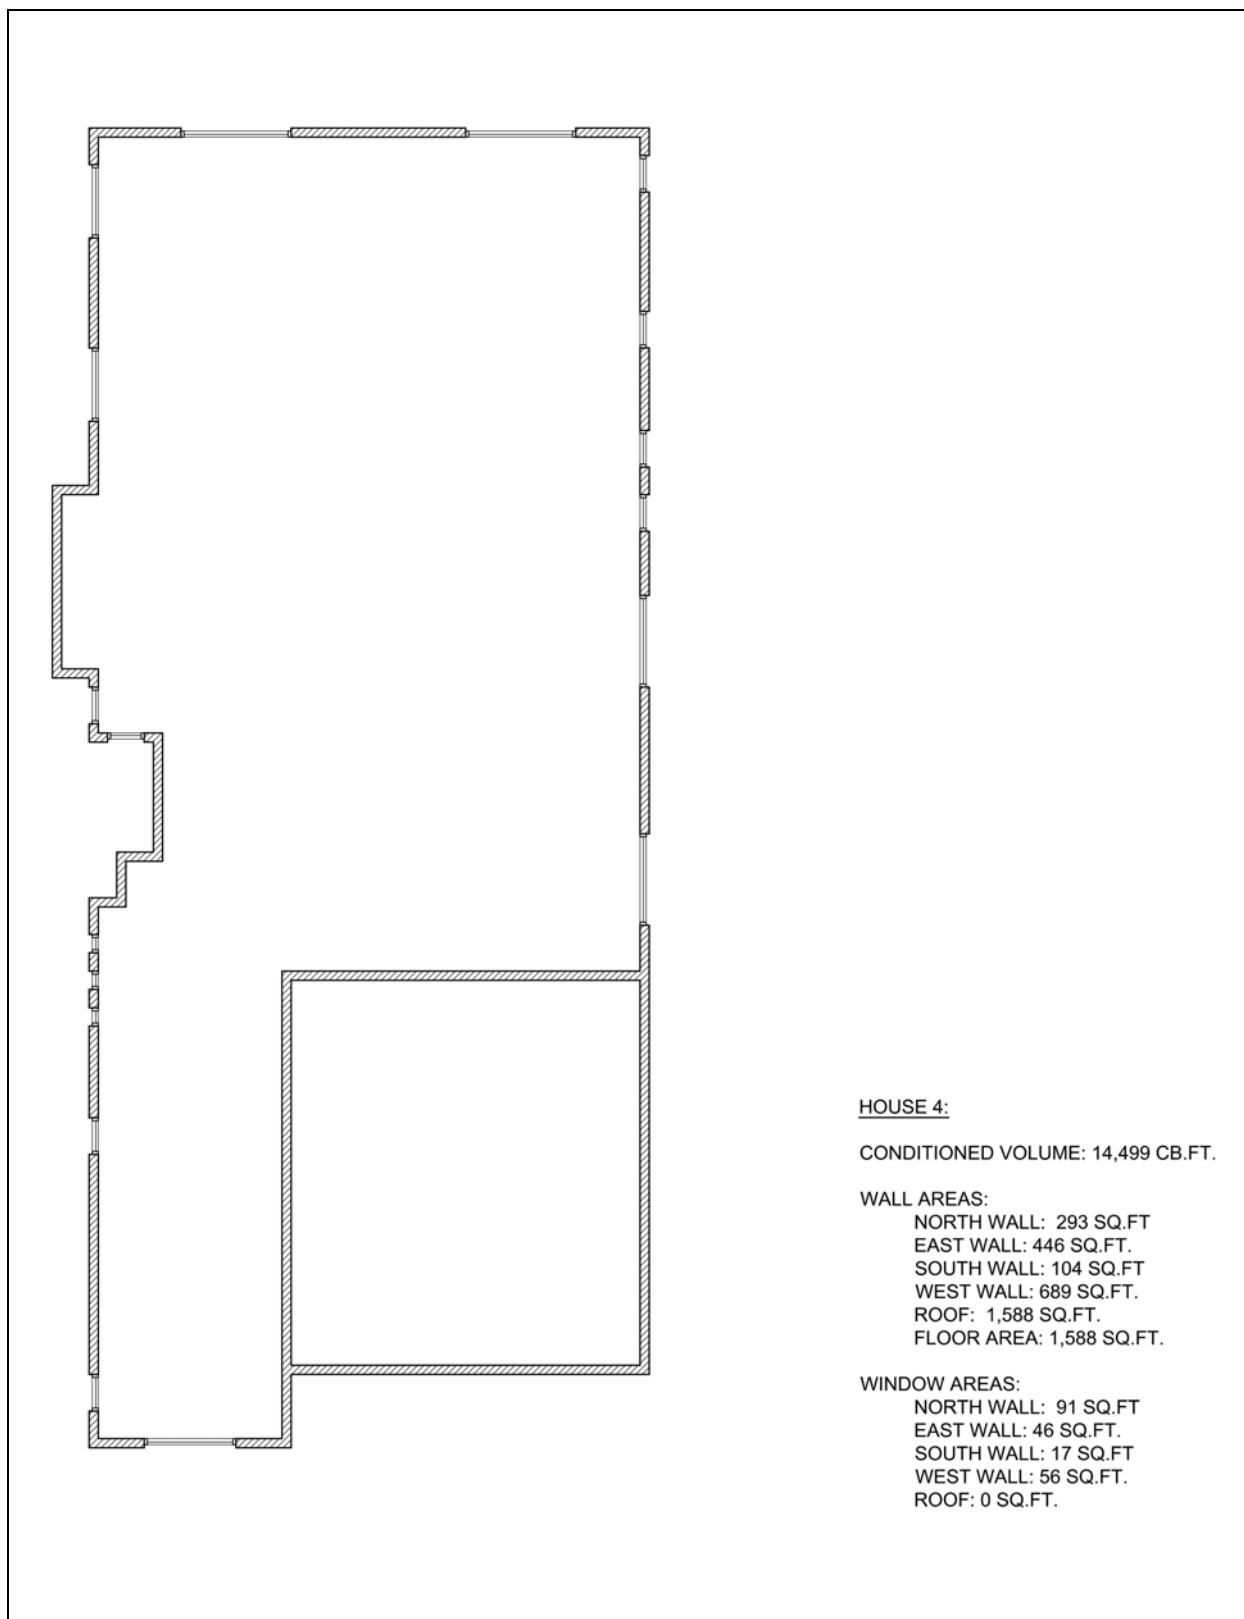 HOUSE 4:
CONDITIONED VOLUME: 14,499 CB.FT.
WALL AREAS:
NORTH WALL: 293 SQ.FT
EAST WALL: 446 SQ.FT.
SOUTH WALL: 104 SQ.FT
WEST WALL: 689 SQ.FT.
ROOF: 1,588 SQ.FT.
FLOOR AREA: 1,588 SQ.FT.
WINDOW AREAS:
NORTH WALL: 91 SQ.FT
EAST WALL: 46 SQ.FT.
SOUTH WALL: 17 SQ.FT
WEST WALL: 56 SQ.FT.
ROOF: 0 SQ.FT.